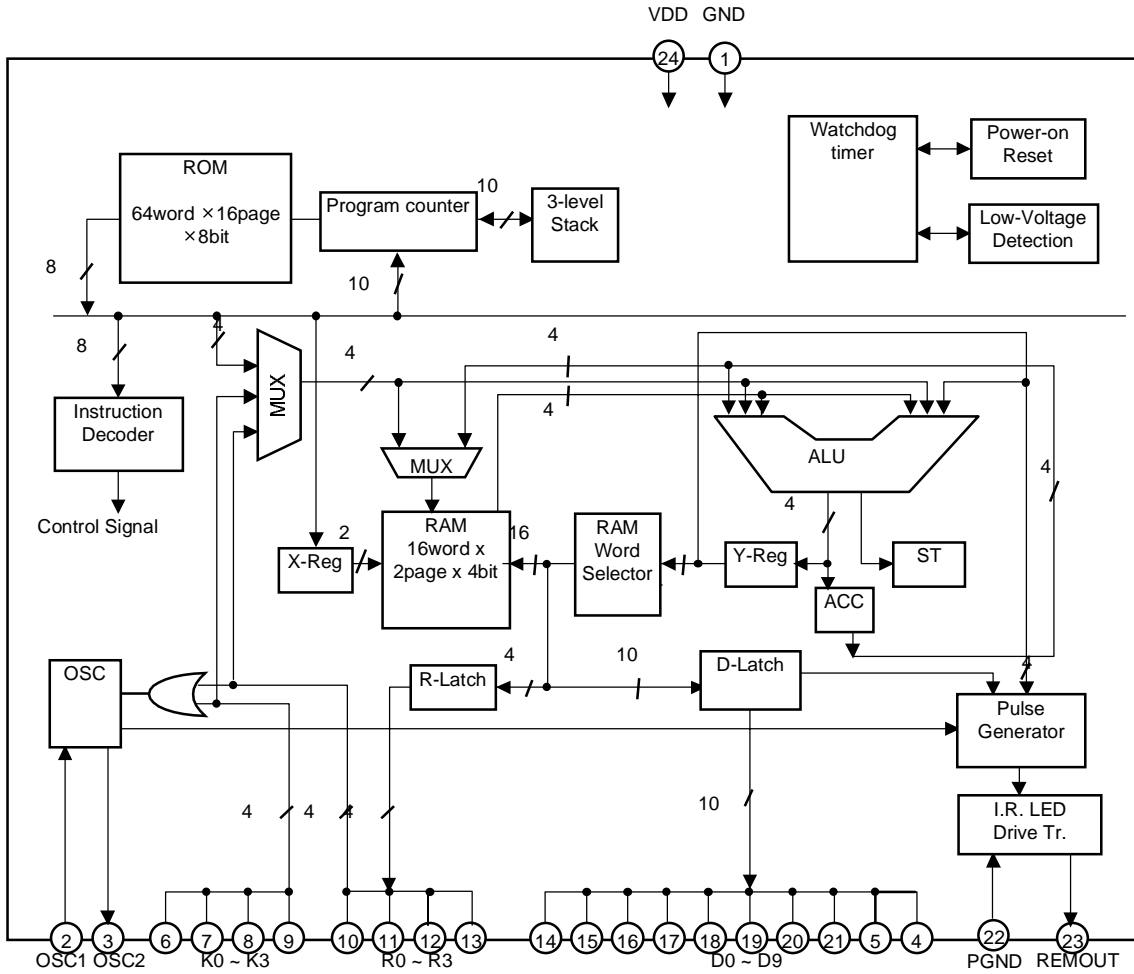 VDD GND
24 1
Watchdog
timer
Power-on
Reset
ROM
64word ×16page
×8bit
Program counter
10
3-level
Stack
Low-Voltage
Detection
8
10
8
4
4
4
4
MUX
Instruction
Decoder
Control Signal
MUX
ALU
4
4
RAM
16word x
2page x 4bit
16
RAM
Word
Selector
2
X-Reg
Y-Reg
ST
ACC
OSC
4
R-Latch
10
D-Latch
4
Pulse
Generator
4 4 4
10
I.R. LED
Drive Tr.
2 3 6 7 8 9 10 11 12 13 14 15 16 17 18 19 20 21 5 4 22 23
OSC1 OSC2 K0 ~ K3 R0 ~ R3 D0 ~ D9 PGND REMOUT